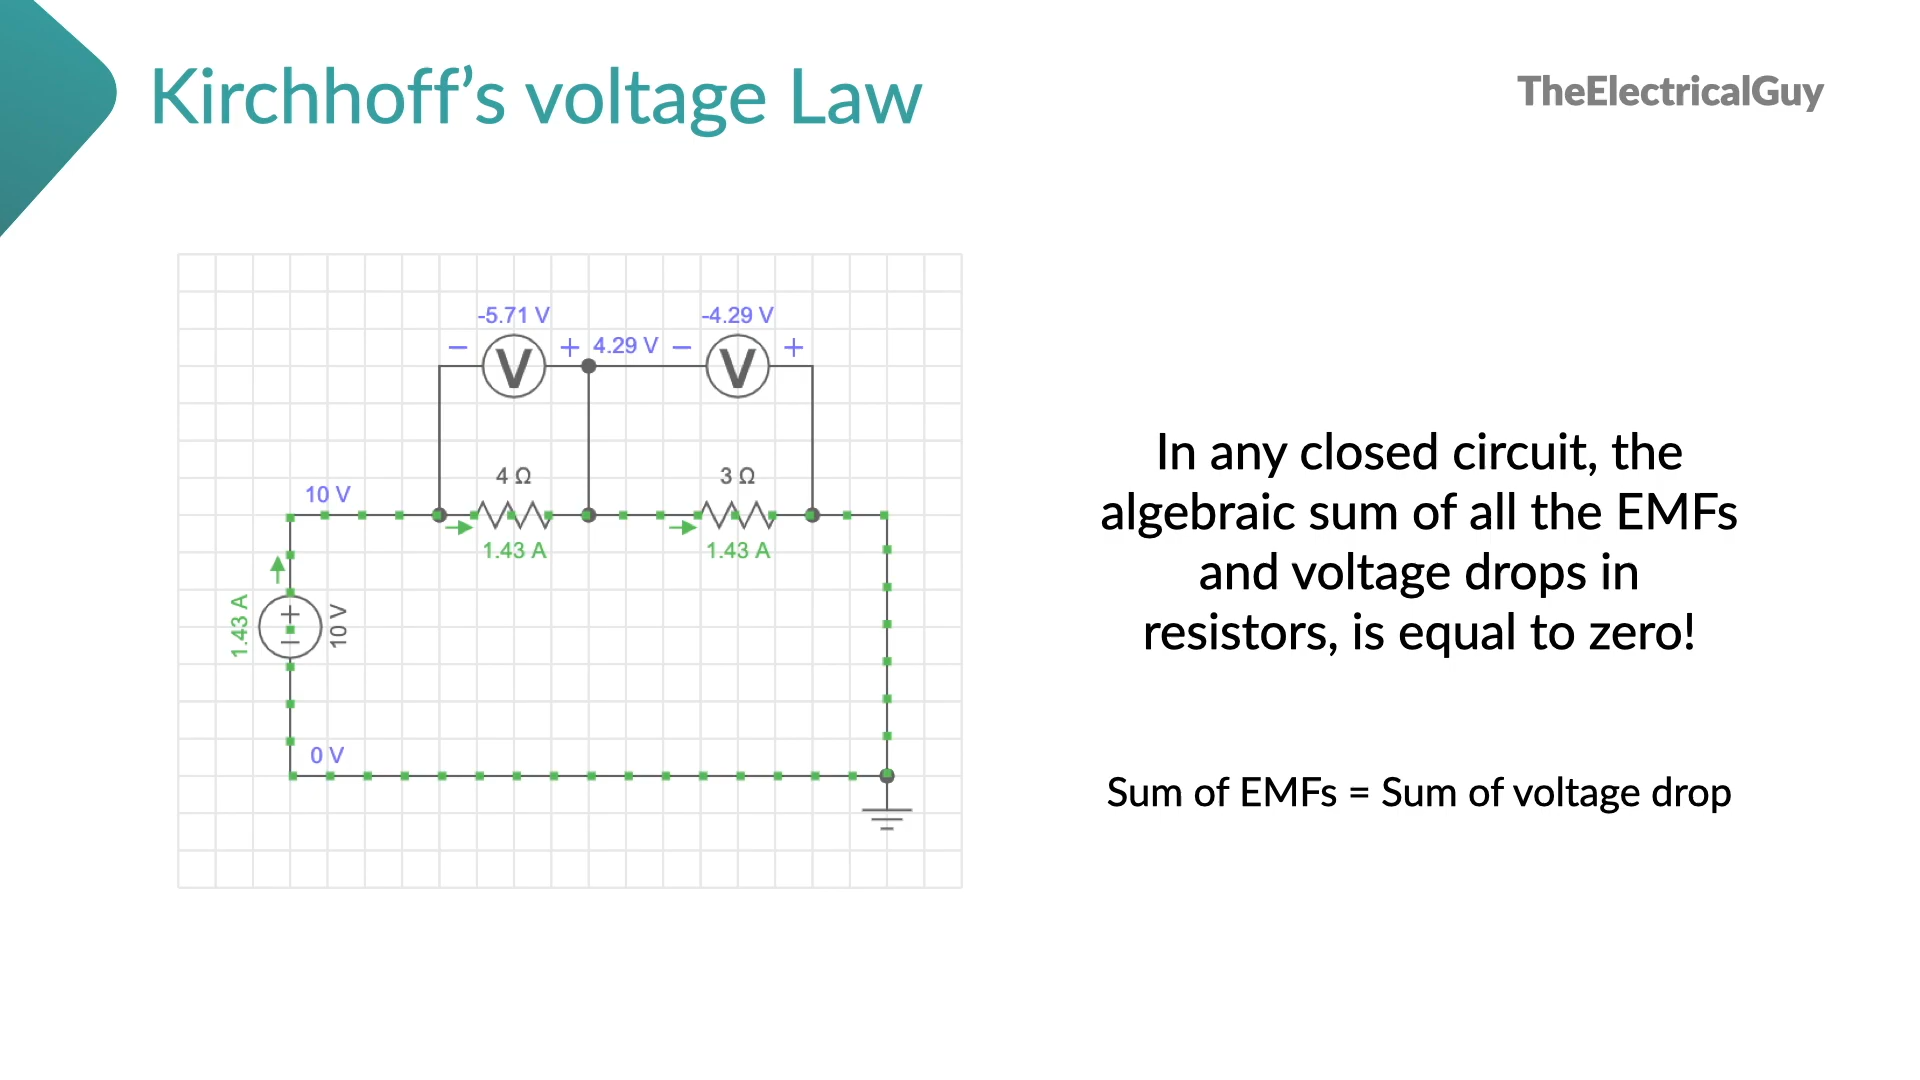 Kirchhoff’s voltage Law
TheElectricalGuy
-5.71 V
-4.29 V
− + 4.29 V − +
V V
4 Ω
3 Ω
10 V
1.43 A
1.43 A
1.43 A
+
−
10 V
0 V
In any closed circuit, the
algebraic sum of all the EMFs
and voltage drops in
resistors, is equal to zero!
Sum of EMFs = Sum of voltage drop